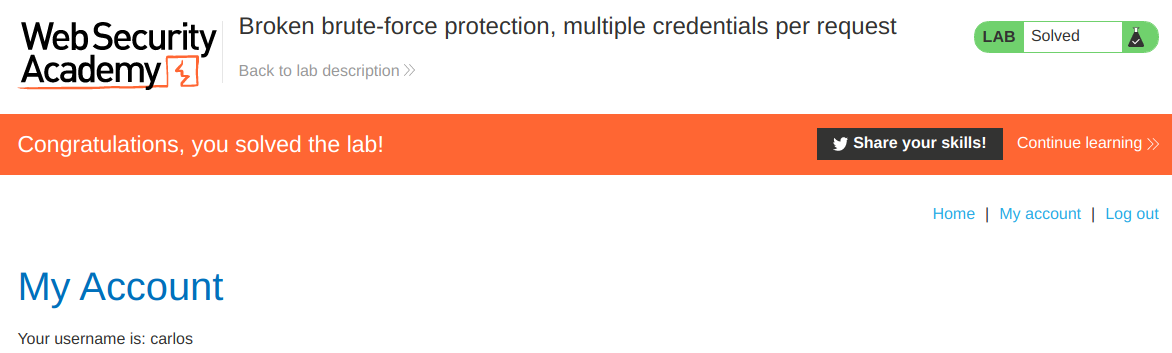 Web Security
Academy
Broken brute-force protection, multiple credentials per request
Back to lab description
LAB Solved
Congratulations, you solved the lab!
Share your skills! Continue learning
Home | My account | Log out
My Account
Your username is: carlos